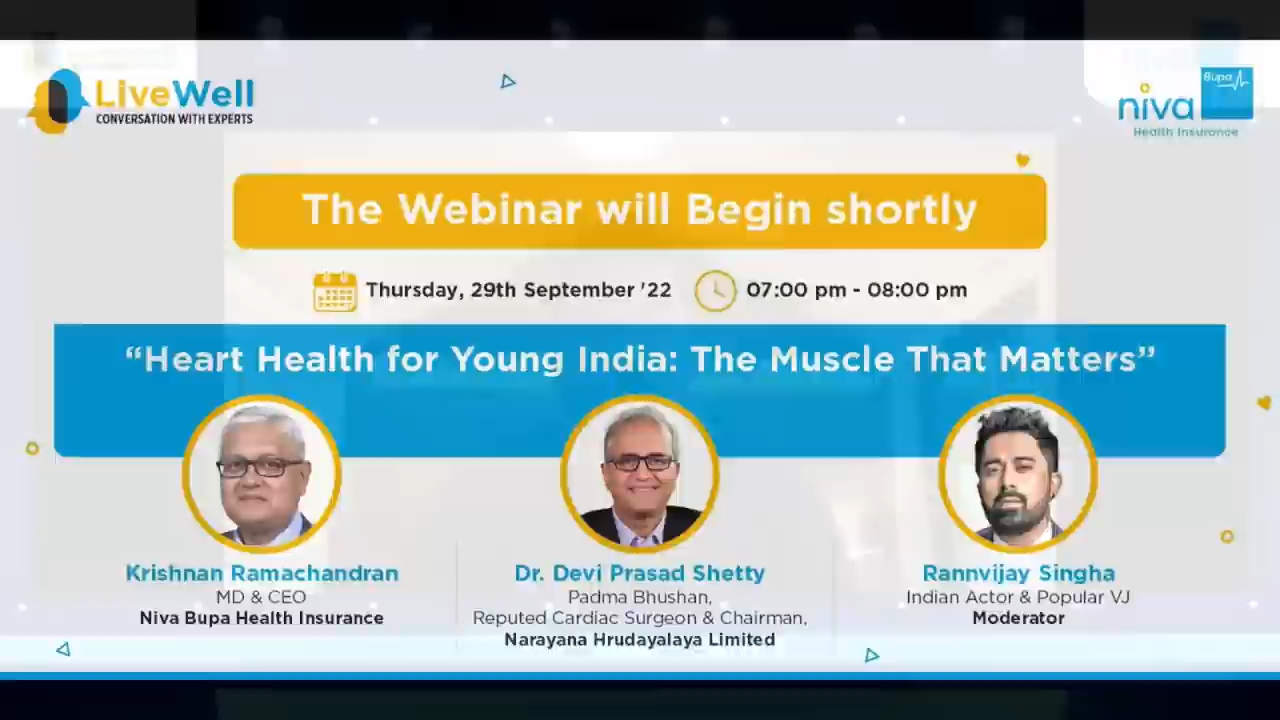 LiveWell
CONVERSATION WITH EXPERTS
Bupa
niva
Health Insurance
The Webinar will Begin shortly
Thursday, 29th September '22
07:00 pm - 08:00 pm
“Heart Health for Young India: The Muscle That Matters”
Krishnan Ramachandran
MD & CEO
Niva Bupa Health Insurance
Dr. Devi Prasad Shetty
Padma Bhushan,
Reputed Cardiac Surgeon & Chairman,
Narayana Hrudayalaya Limited
Rannvijay Singha
Indian Actor & Popular VJ
Moderator